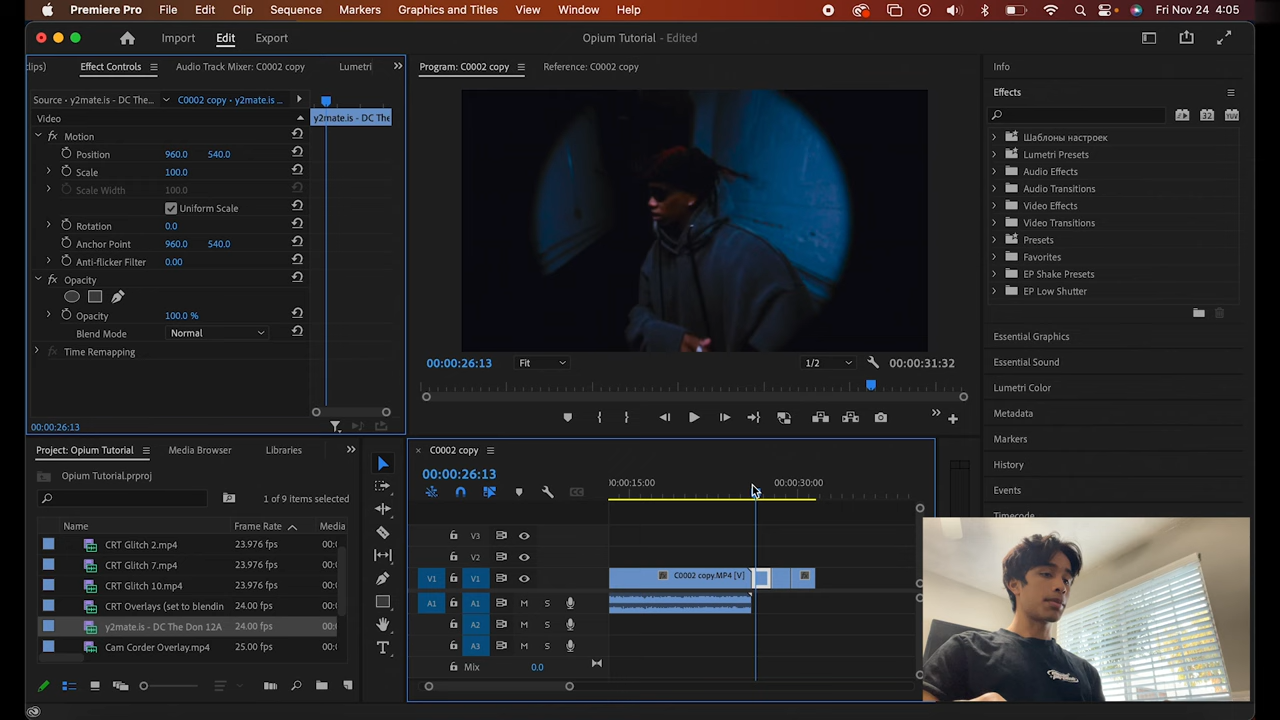 Premiere Pro File Edit Clip Sequence Markers Graphics and Titles View Window Help Fri Nov 24 4:05
Import Edit Export Opium Tutorial - Edited
Effect Controls Audio Track Mixer: C0002 copy Lumetri
Source · y2mate.is - DC The... C0002 copy · y2mate.is ...
Video y2mate.is - DC The
fx Motion
Position 960.0 540.0
Scale 100.0
Scale Width 100.0
Uniform Scale
Rotation 0.0
Anchor Point 960.0 540.0
Anti-flicker Filter 0.00
fx Opacity
Opacity 100.0 %
Blend Mode Normal
fx Time Remapping
00:00:26:13
Program: C0002 copy Reference: C0002 copy
00:00:26:13 Fit 1/2 00:00:31:32
Info
Effects
32 YUV
Шаблоны настроек
Lumetri Presets
Audio Effects
Audio Transitions
Video Effects
Video Transitions
Presets
Favorites
EP Shake Presets
EP Low Shutter
Essential Graphics
Essential Sound
Lumetri Color
Metadata
Markers
History
Events
Timecode
Project: Opium Tutorial Media Browser Libraries
Opium Tutorial.prproj
1 of 9 items selected
Name Frame Rate Media
CRT Glitch 2.mp4 23.976 fps 00:
CRT Glitch 7.mp4 23.976 fps 00:
CRT Glitch 10.mp4 23.976 fps 00:
CRT Overlays (set to blendin 24.00 fps 00:
y2mate.is - DC The Don 12A 24.00 fps 00:
Cam Corder Overlay.mp4 25.00 fps 00:
C0002 copy
00:00:26:13
00:00:15:00 00:00:30:00
V3
V2
V1 V1 C0002 copy.MP4 [V]
A1 A1 M S
A2 M S
A3 M S
Mix 0.0